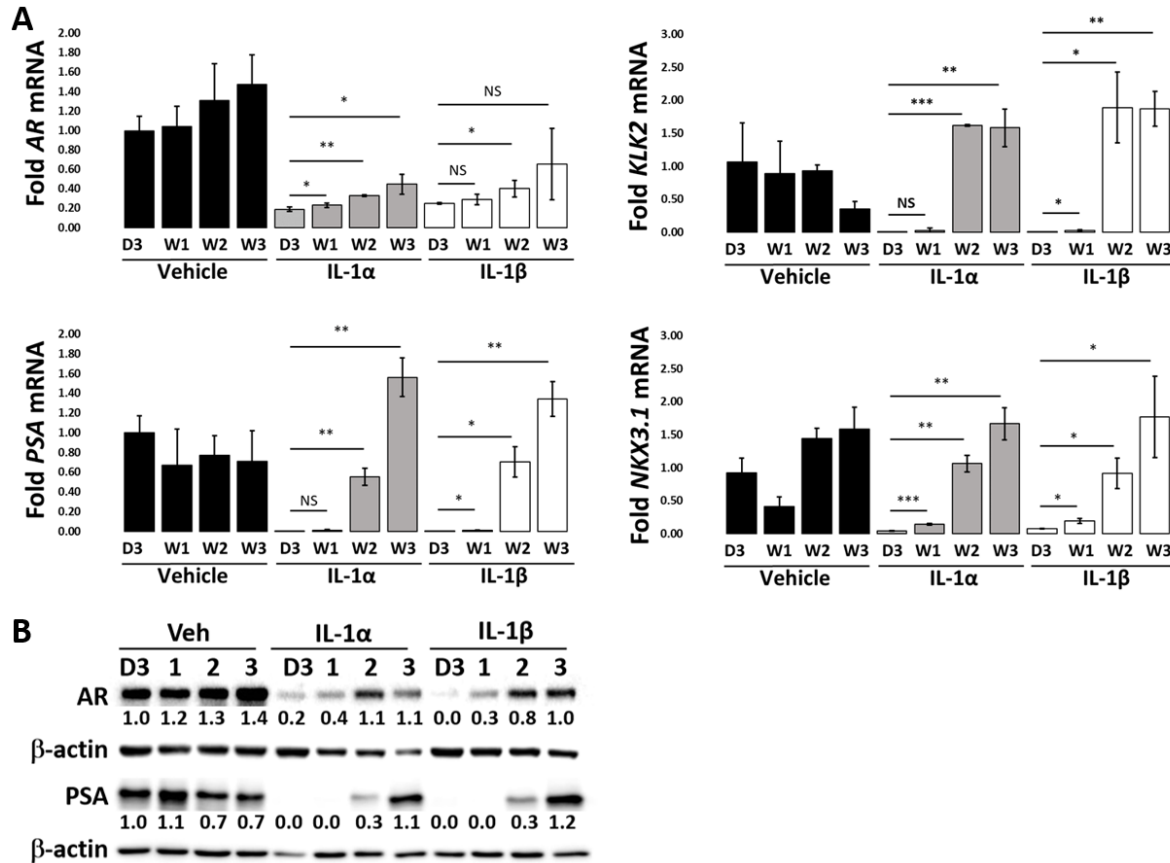 A
Fold AR mRNA
2.00
1.80
1.60
1.40
1.20
1.00
0.80
0.60
0.40
0.20
0.00
* ** * NS * NS
D3 W1 W2 W3 D3 W1 W2 W3 D3 W1 W2 W3
Vehicle IL-1α IL-1β
Fold KLK2 mRNA
3.00
2.50
2.00
1.50
1.00
0.50
0.00
NS *** ** * * **
D3 W1 W2 W3 D3 W1 W2 W3 D3 W1 W2 W3
Vehicle IL-1α IL-1β
Fold PSA mRNA
2.00
1.80
1.60
1.40
1.20
1.00
0.80
0.60
0.40
0.20
0.00
NS ** ** * * **
D3 W1 W2 W3 D3 W1 W2 W3 D3 W1 W2 W3
Vehicle IL-1α IL-1β
Fold NKX3.1 mRNA
3.00
2.50
2.00
1.50
1.00
0.50
0.00
*** ** ** * * *
D3 W1 W2 W3 D3 W1 W2 W3 D3 W1 W2 W3
Vehicle IL-1α IL-1β
B
Veh IL-1α IL-1β
D3 1 2 3 D3 1 2 3 D3 1 2 3
AR
1.0 1.2 1.3 1.4 0.2 0.4 1.1 1.1 0.0 0.3 0.8 1.0
β-actin
PSA
1.0 1.1 0.7 0.7 0.0 0.0 0.3 1.1 0.0 0.0 0.3 1.2
β-actin